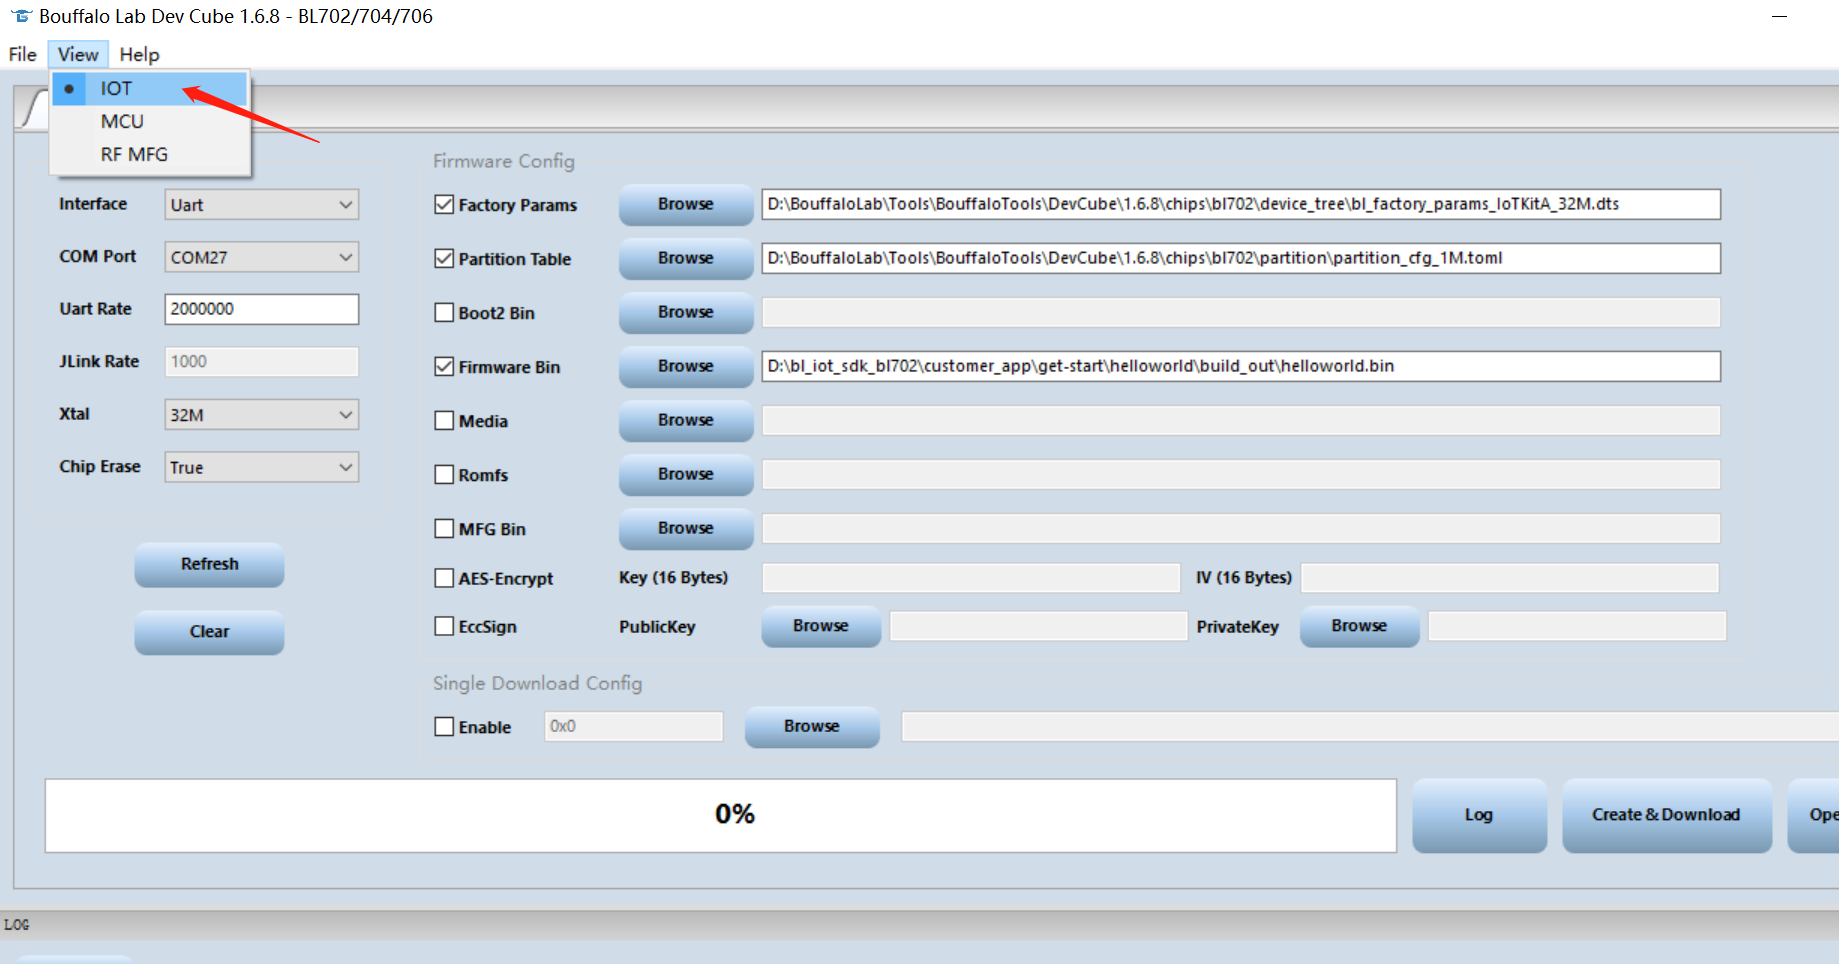 Bouffalo Lab Dev Cube 1.6.8 - BL702/704/706
File View Help
IOT
MCU
RF MFG
Firmware Config
Interface Uart
Factory Params Browse D:\BouffaloLab\Tools\BouffaloTools\DevCube\1.6.8\chips\bl702\device_tree\bl_factory_params_IoTKitA_32M.dts
COM Port COM27
Partition Table Browse D:\BouffaloLab\Tools\BouffaloTools\DevCube\1.6.8\chips\bl702\partition\partition_cfg_1M.toml
Uart Rate 2000000
Boot2 Bin Browse
JLink Rate 1000
Firmware Bin Browse D:\bl_iot_sdk_bl702\customer_app\get-start\helloworld\build_out\helloworld.bin
Xtal 32M
Media Browse
Chip Erase True
Romfs Browse
MFG Bin Browse
Refresh
AES-Encrypt Key (16 Bytes) IV (16 Bytes)
Clear
EccSign PublicKey Browse PrivateKey Browse
Single Download Config
Enable 0x0 Browse
0% Log Create & Download Ope
LOG